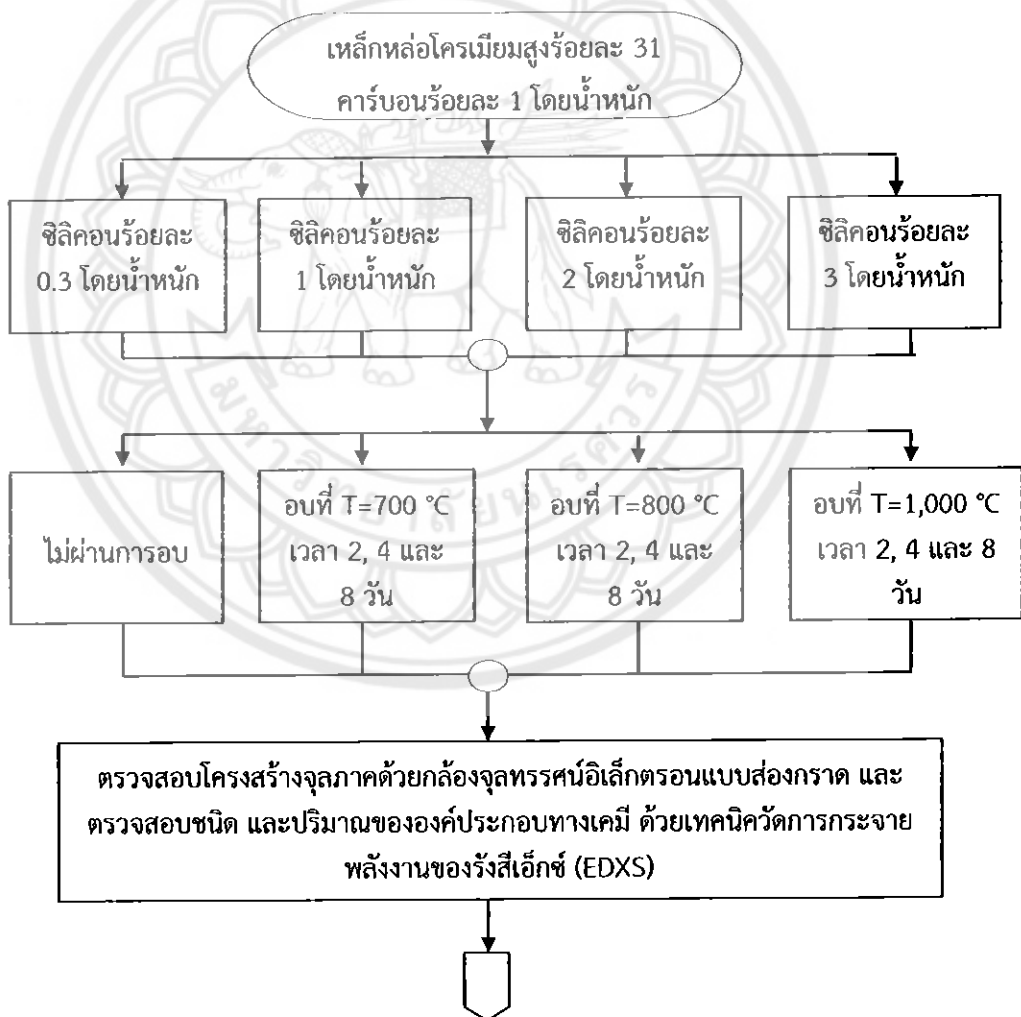 เหล็กหล่อโครเมียมสูงร้อยละ 31
คาร์บอนร้อยละ 1 โดยน้ำหนัก
ซิลิคอนร้อยละ
0.3 โดยน้ำหนัก
ซิลิคอนร้อยละ
1 โดยน้ำหนัก
ซิลิคอนร้อยละ
2 โดยน้ำหนัก
ซิลิคอนร้อยละ
3 โดยน้ำหนัก
ไม่ผ่านการอบ
อบที่ T=700 °C
เวลา 2, 4 และ
8 วัน
อบที่ T=800 °C
เวลา 2, 4 และ
8 วัน
อบที่ T=1,000 °C
เวลา 2, 4 และ 8
วัน
มหาวิทยาลัยนเรศวร
ตรวจสอบโครงสร้างจุลภาคด้วยกล้องจุลทรรศน์อิเล็กตรอนแบบส่องกราด และ
ตรวจสอบชนิด และปริมาณขององค์ประกอบทางเคมี ด้วยเทคนิควัดการกระจาย
พลังงานของรังสีเอ็กซ์ (EDXS)